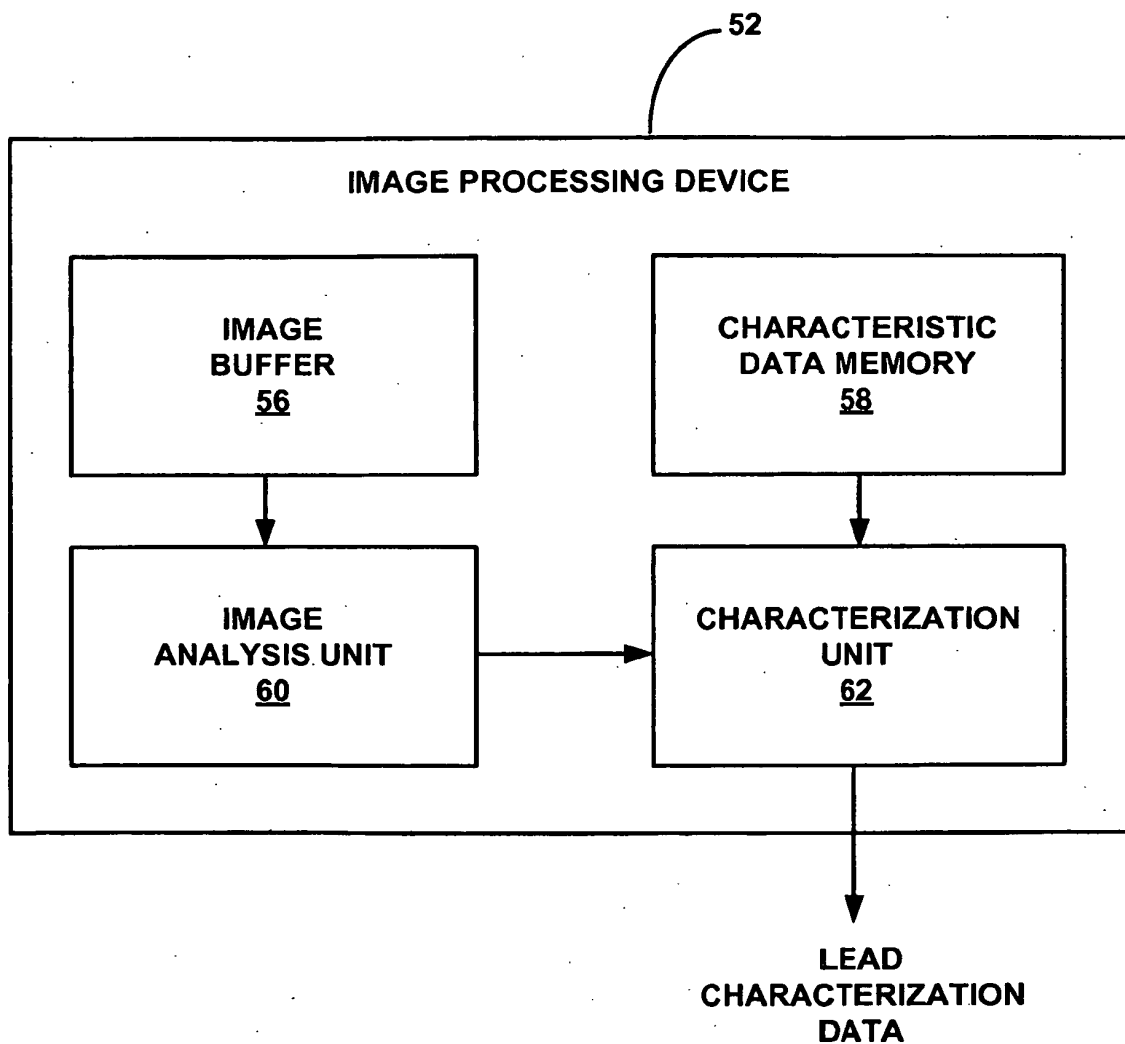 52
IMAGE PROCESSING DEVICE
IMAGE
BUFFER
56
CHARACTERISTIC
DATA MEMORY
58
IMAGE
ANALYSIS UNIT
60
CHARACTERIZATION
UNIT
62
LEAD
CHARACTERIZATION
DATA